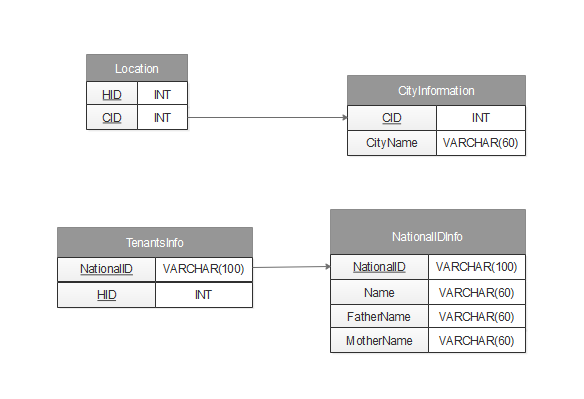 Location
HID INT
CID INT
CityInformation
CID INT
CityName VARCHAR(60)
TenantsInfo
NationalID VARCHAR(100)
HID INT
NationalIDInfo
NationalID VARCHAR(100)
Name VARCHAR(60)
FatherName VARCHAR(60)
MotherName VARCHAR(60)